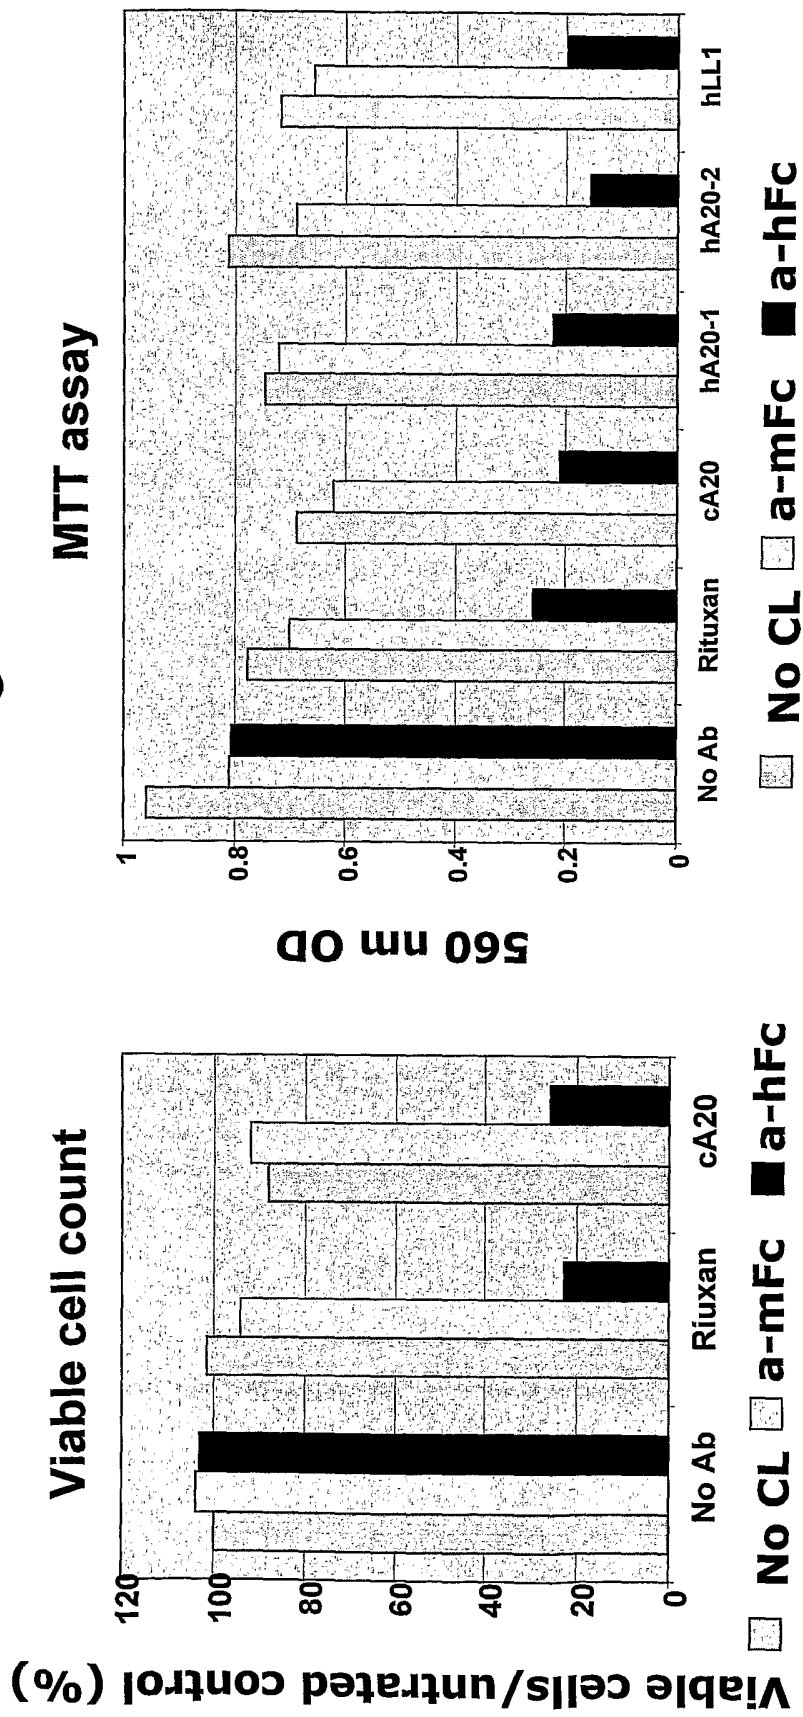 Viable cell count
Viable cells/untrated control (%)
120
100
80
60
40
20
0
No Ab
Riuxan
cA20
No CL
a-mFc
a-hFc
MTT assay
560 nm OD
1
0.8
0.6
0.4
0.2
0
No Ab
Rituxan
cA20
hA20-1
hA20-2
hLL1
No CL
a-mFc
a-hFc